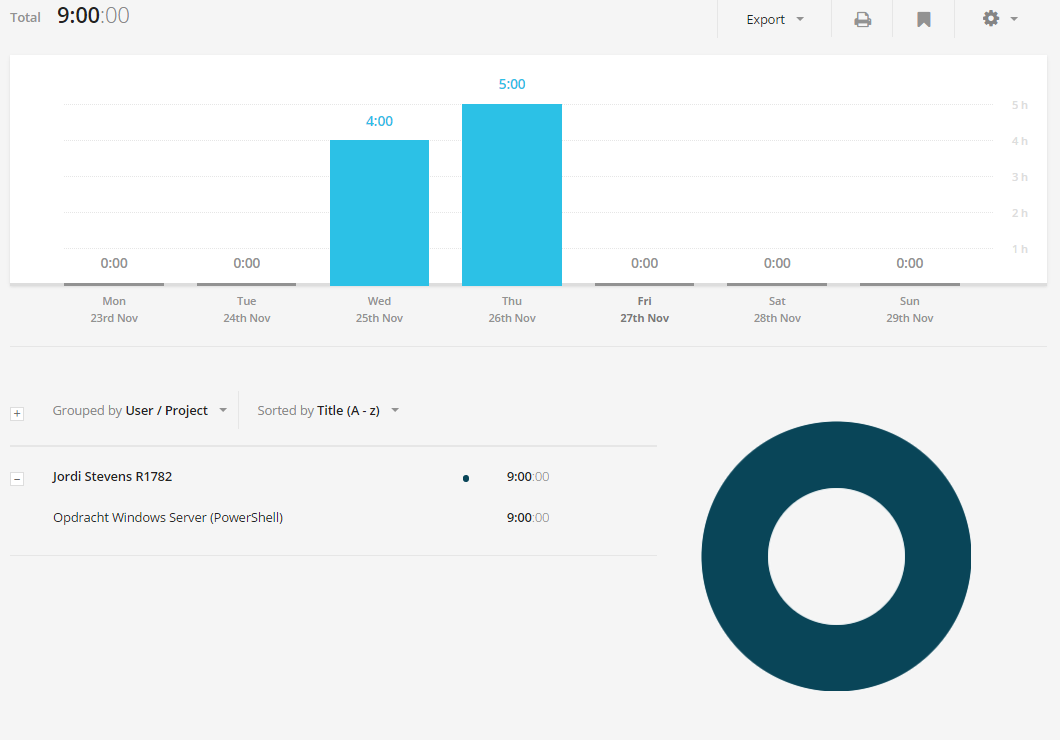 Total 9:00:00 Export
5:00
4:00
5 h
4 h
3 h
2 h
1 h
0:00 0:00 0:00 0:00 0:00
Mon Tue Wed Thu Fri Sat Sun
23rd Nov 24th Nov 25th Nov 26th Nov 27th Nov 28th Nov 29th Nov
Grouped by User / Project Sorted by Title (A - z)
Jordi Stevens R1782 9:00:00
Opdracht Windows Server (PowerShell) 9:00:00